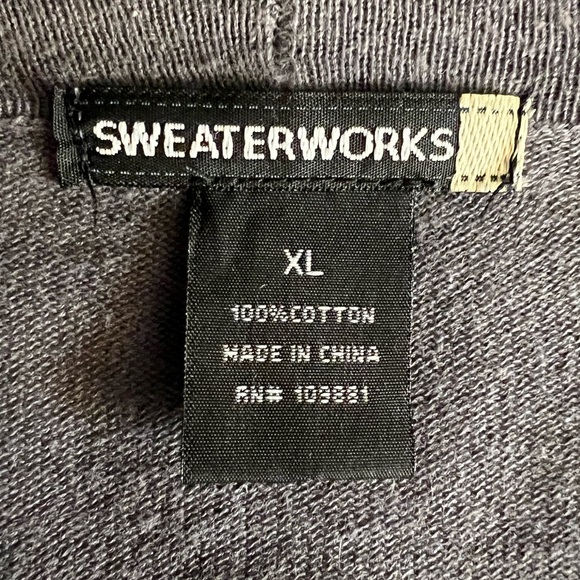 SWEATERWORKS
XL
100%COTTON
MADE IN CHINA
RN# 109881